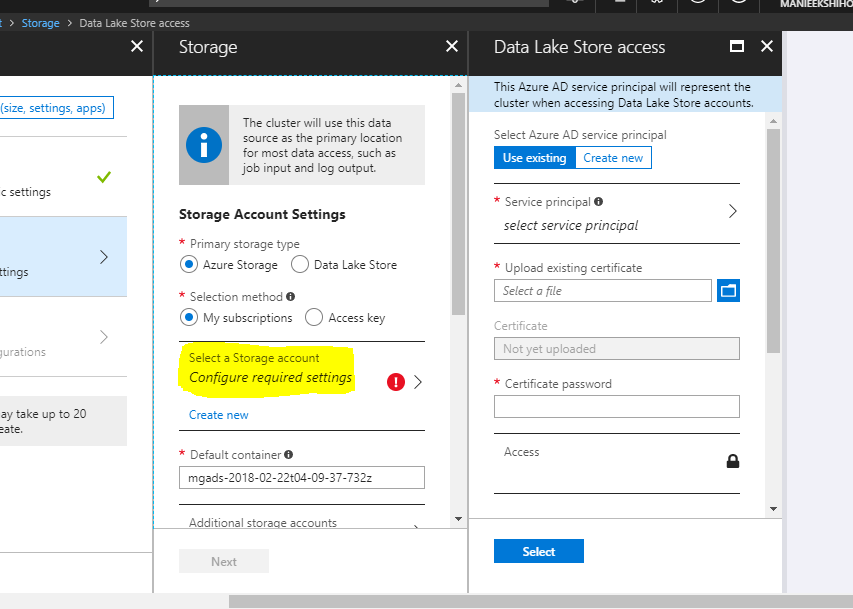 MANIEEKSHIHO
Storage > Data Lake Store access
(size, settings, apps)
c settings
ttings
gurations
ay take up to 20
eate.
Storage
The cluster will use this data
source as the primary location
for most data access, such as
job input and log output.
Storage Account Settings
* Primary storage type
Azure Storage Data Lake Store
* Selection method
My subscriptions Access key
Select a Storage account
Configure required settings
Create new
* Default container
mgads-2018-02-22t04-09-37-732z
Additional storage accounts
Next
Data Lake Store access
This Azure AD service principal will represent the
cluster when accessing Data Lake Store accounts.
Select Azure AD service principal
Use existing Create new
* Service principal
select service principal
* Upload existing certificate
Select a file
Certificate
Not yet uploaded
* Certificate password
Access
Select